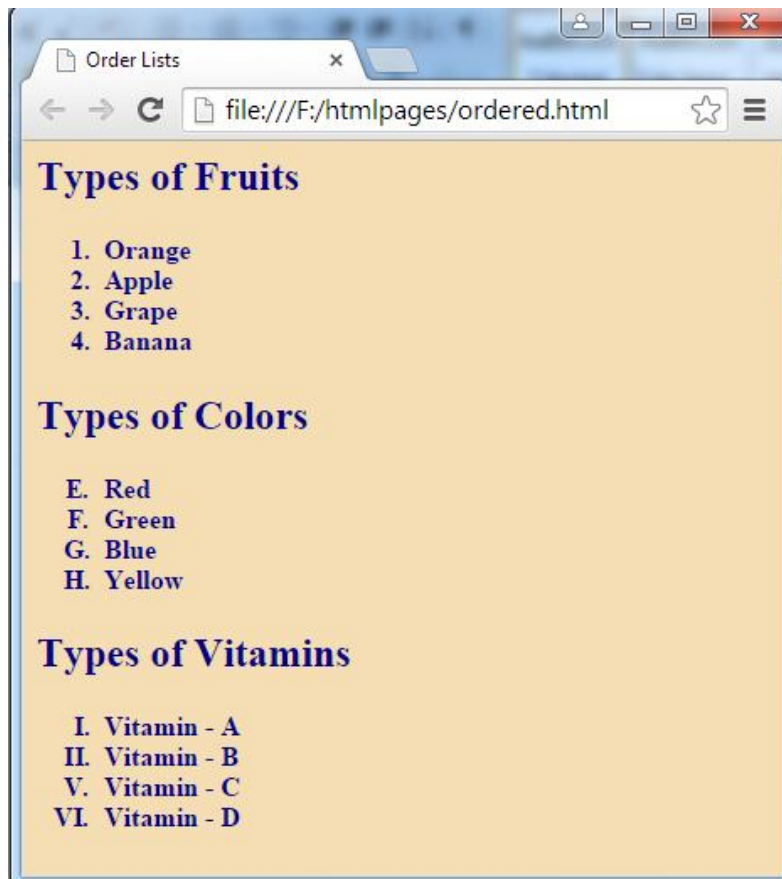 Order Lists
file:///F:/htmlpages/ordered.html
Types of Fruits
1. Orange
2. Apple
3. Grape
4. Banana
Types of Colors
E. Red
F. Green
G. Blue
H. Yellow
Types of Vitamins
I. Vitamin - A
II. Vitamin - B
V. Vitamin - C
VI. Vitamin - D